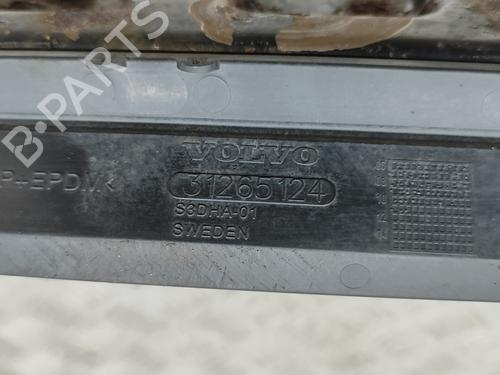 B-PARTS
VOLVO
P+EPDM<
31265124
S3DHA-01
SWEDEN